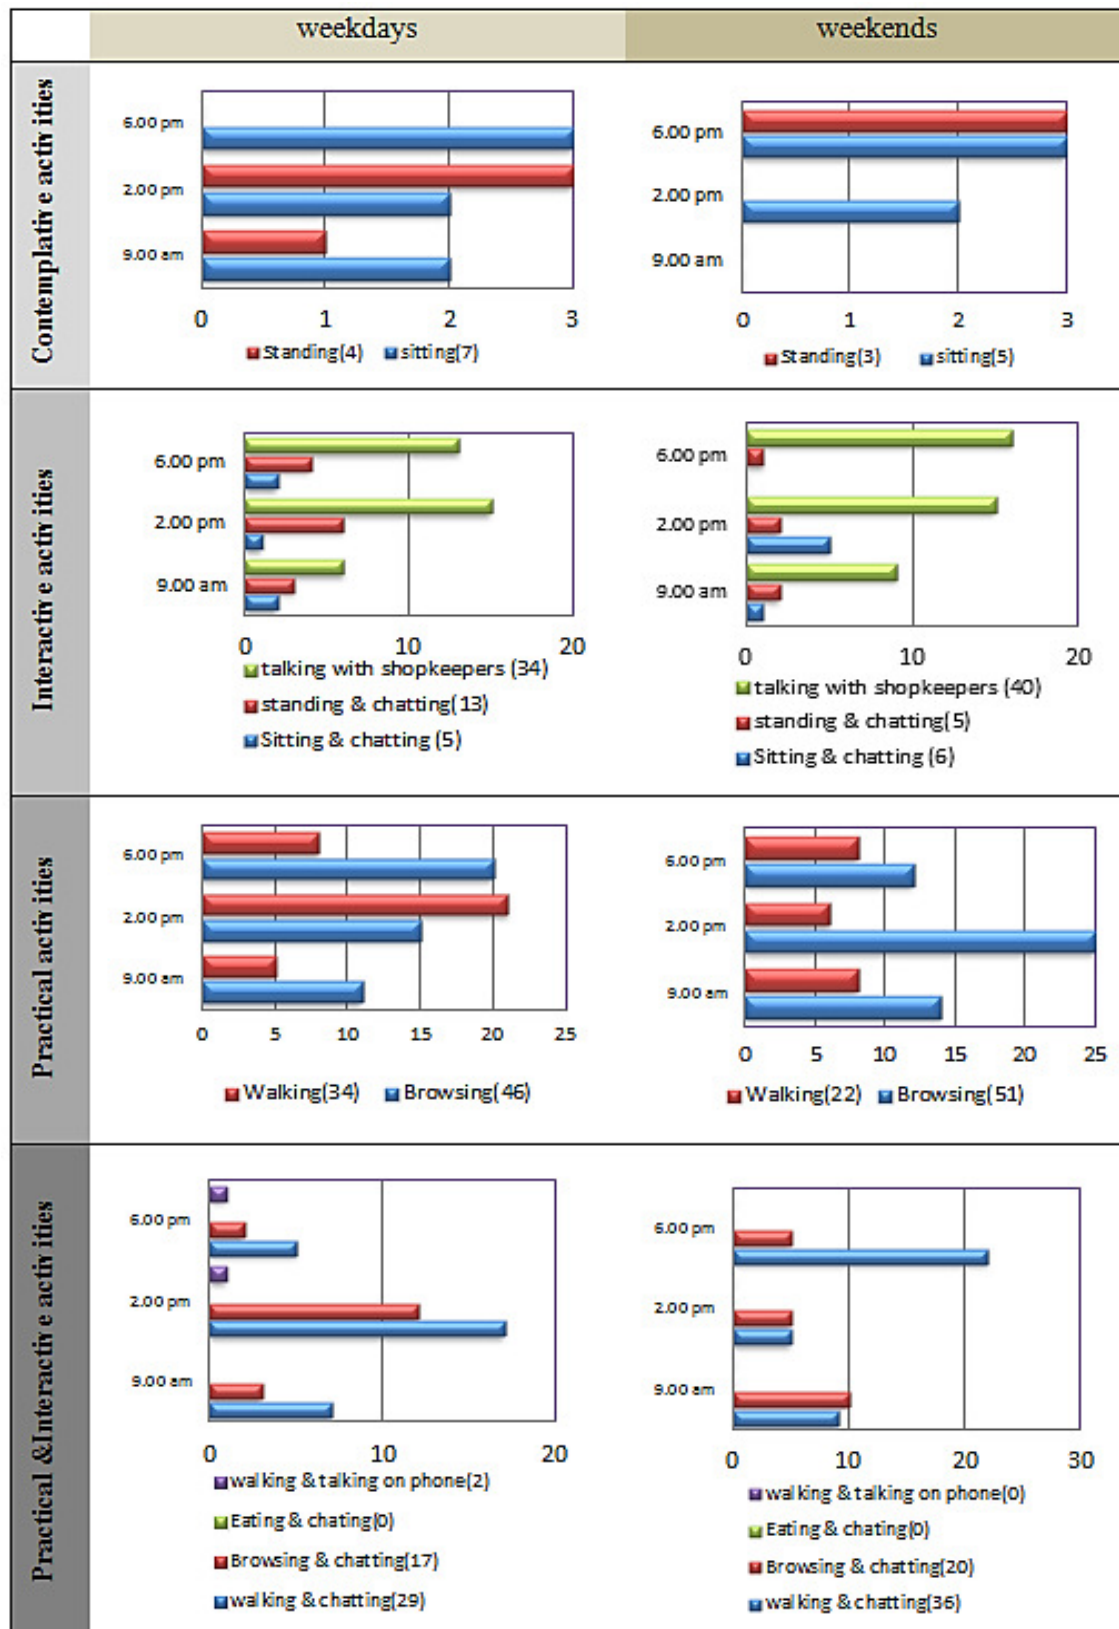 weekdays
weekends
Contemplative activities
6.00 pm
2.00 pm
9.00 am
0 1 2 3
Standing(4) sitting(7)
6.00 pm
2.00 pm
9.00 am
0 1 2 3
Standing(3) sitting(5)
Interactive activities
6.00 pm
2.00 pm
9.00 am
0 10 20
talking with shopkeepers (34)
standing & chatting(13)
Sitting & chatting (5)
6.00 pm
2.00 pm
9.00 am
0 10 20
talking with shopkeepers (40)
standing & chatting(5)
Sitting & chatting (6)
Practical activities
6.00 pm
2.00 pm
9.00 am
0 5 10 15 20 25
Walking(34) Browsing(46)
6.00 pm
2.00 pm
9.00 am
0 5 10 15 20 25
Walking(22) Browsing(51)
Practical &Interactive activities
6.00 pm
2.00 pm
9.00 am
0 10 20
walking & talking on phone(2)
Eating & chating(0)
Browsing & chatting(17)
walking & chatting(29)
6.00 pm
2.00 pm
9.00 am
0 10 20 30
walking & talking on phone(0)
Eating & chating(0)
Browsing & chatting(20)
walking & chatting(36)